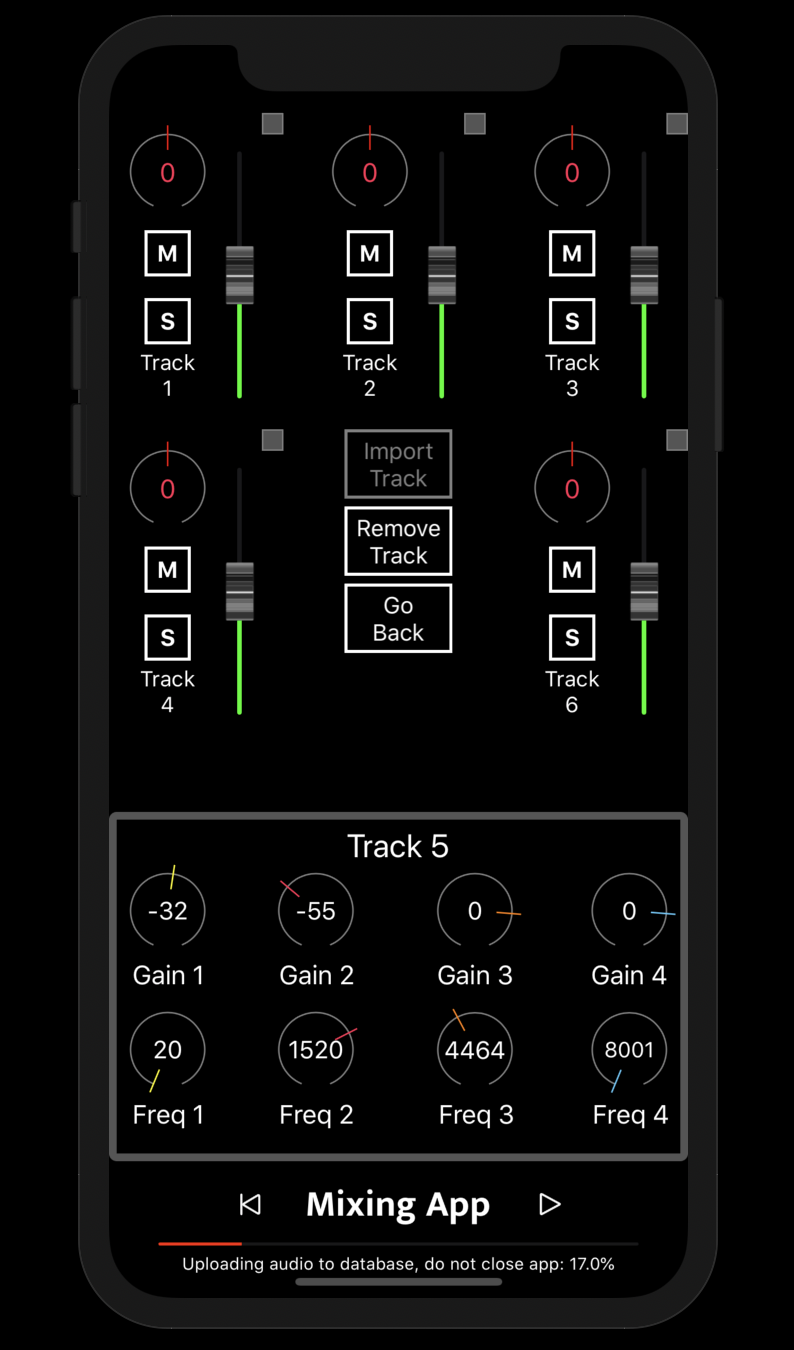 0 0 0
M M M
S S S
Track Track Track
1 2 3
Import
Track
0 0
Remove
Track
M M
Go
Back
S S
Track Track
4 6
Track 5
-32 -55 0 0
Gain 1 Gain 2 Gain 3 Gain 4
20 1520 4464 8001
Freq 1 Freq 2 Freq 3 Freq 4
Mixing App
Uploading audio to database, do not close app: 17.0%